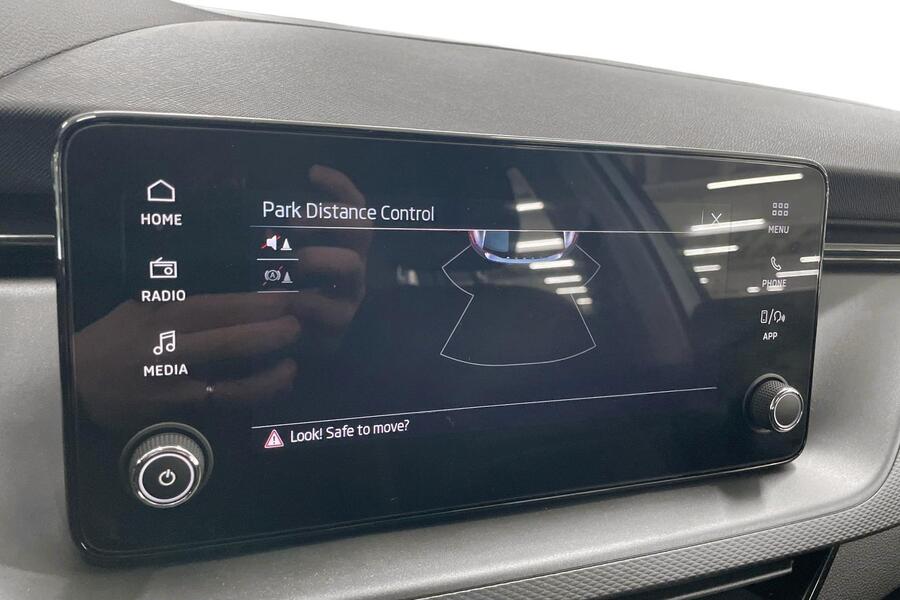 HOME
RADIO
MEDIA
Park Distance Control
Look! Safe to move?
MENU
PHONE
APP